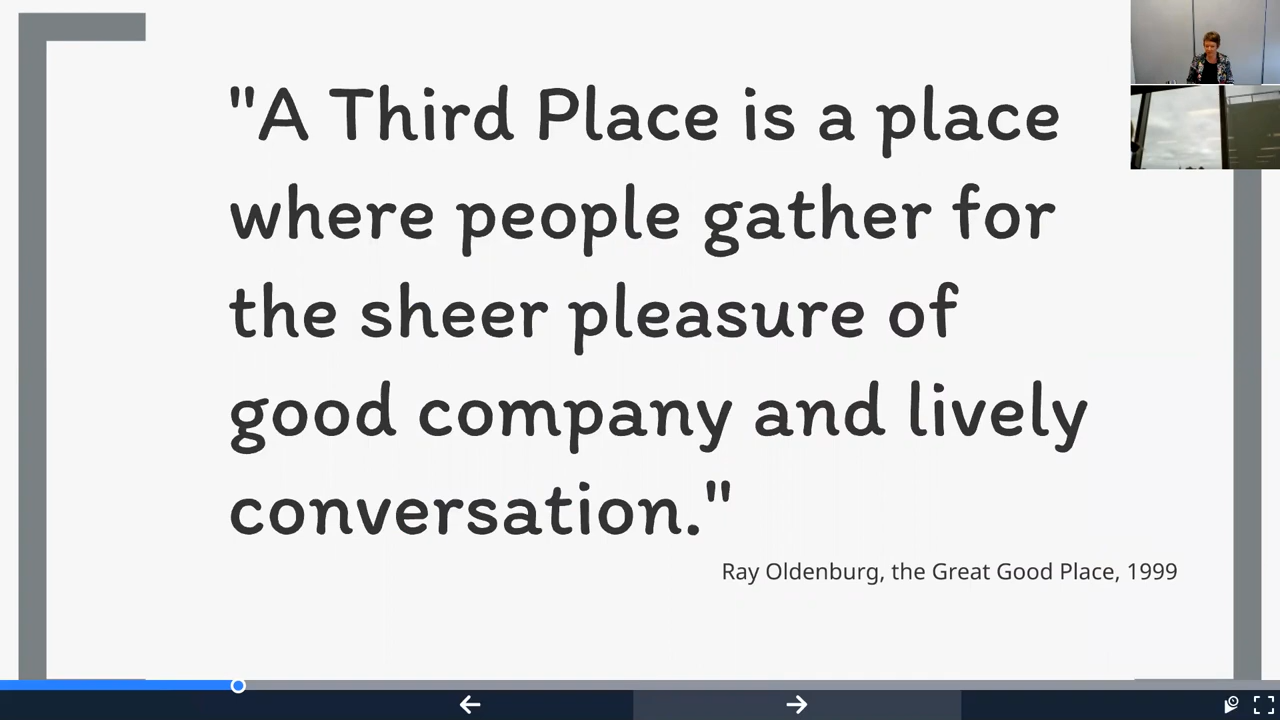 "A Third Place is a place
where people gather for
the sheer pleasure of
good company and lively
conversation."
Ray Oldenburg, the Great Good Place, 1999